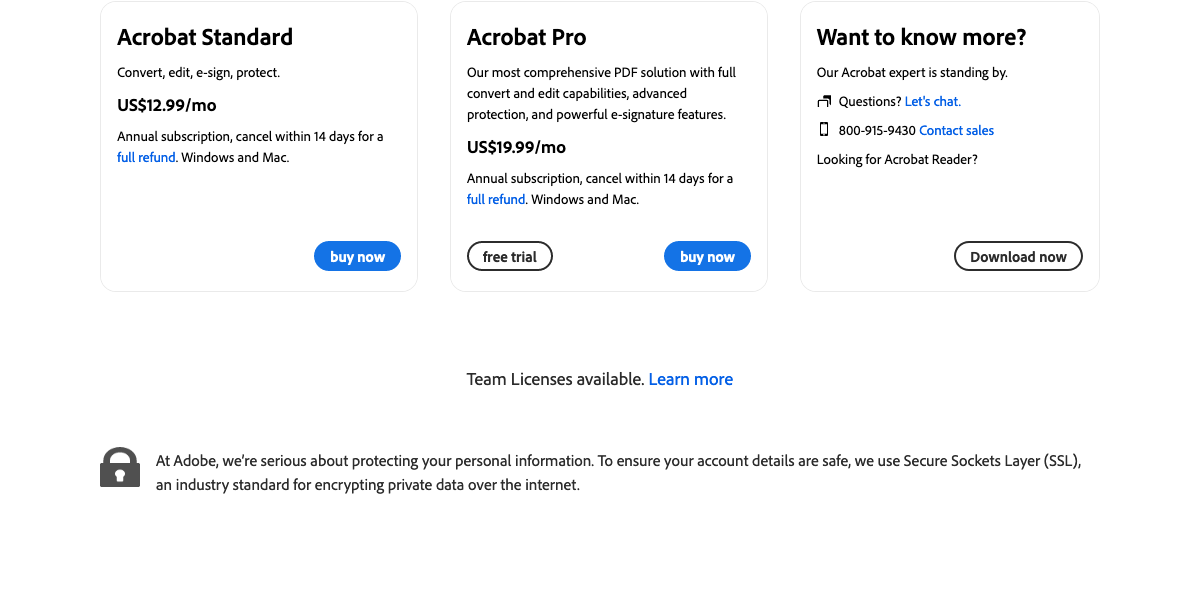 Acrobat Standard
Convert, edit, e-sign, protect.
US$12.99/mo
Annual subscription, cancel within 14 days for a
full refund. Windows and Mac.
buy now
Acrobat Pro
Our most comprehensive PDF solution with full
convert and edit capabilities, advanced
protection, and powerful e-signature features.
US$19.99/mo
Annual subscription, cancel within 14 days for a
full refund. Windows and Mac.
free trial
buy now
Want to know more?
Our Acrobat expert is standing by.
Questions? Let's chat.
800-915-9430 Contact sales
Looking for Acrobat Reader?
Download now
Team Licenses available. Learn more
At Adobe, we’re serious about protecting your personal information. To ensure your account details are safe, we use Secure Sockets Layer (SSL),
an industry standard for encrypting private data over the internet.